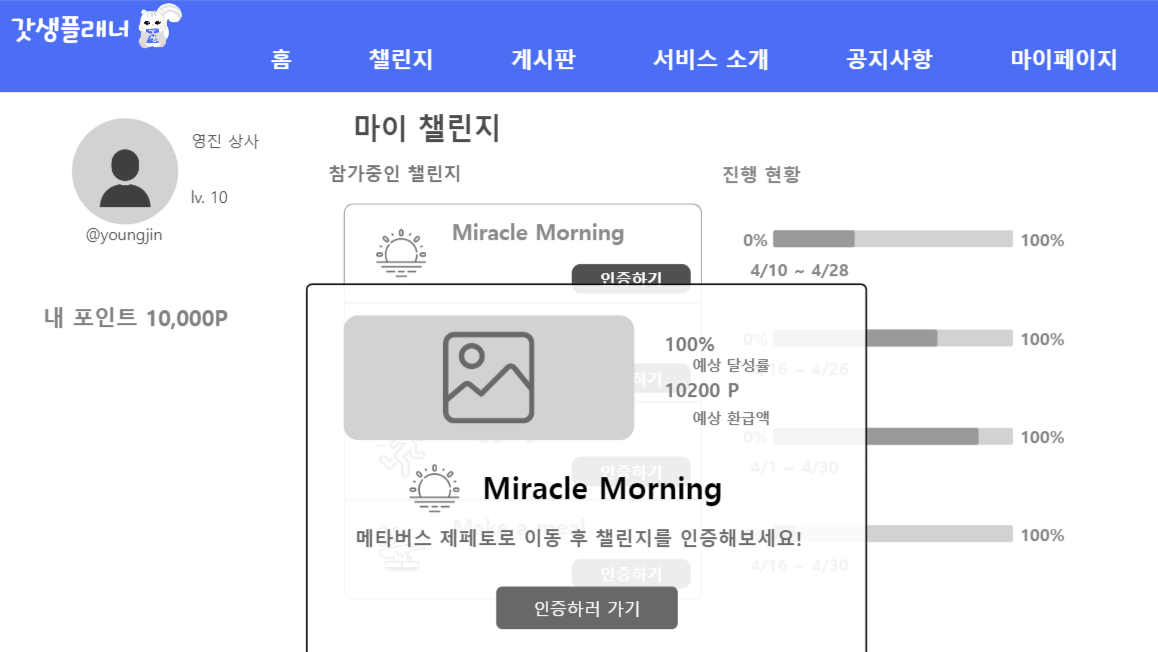 갓생플래너
홈
챌린지
게시판
서비스 소개
공지사항
마이페이지
영진 상사
lv. 10
@youngjin
내 포인트 10,000P
마이 챌린지
참가중인 챌린지
진행 현황
Miracle Morning
인증하기
0%
100%
4/10 ~ 4/28
0%
100%
16 ~ 4/26
하기
0%
100%
4/1 ~ 4/30
인증하기
Make a meal
100%
4/16 ~ 4/30
인증하기
100%
예상 달성률
10200 P
예상 환급액
Miracle Morning
메타버스 제페토로 이동 후 챌린지를 인증해보세요!
인증하러 가기